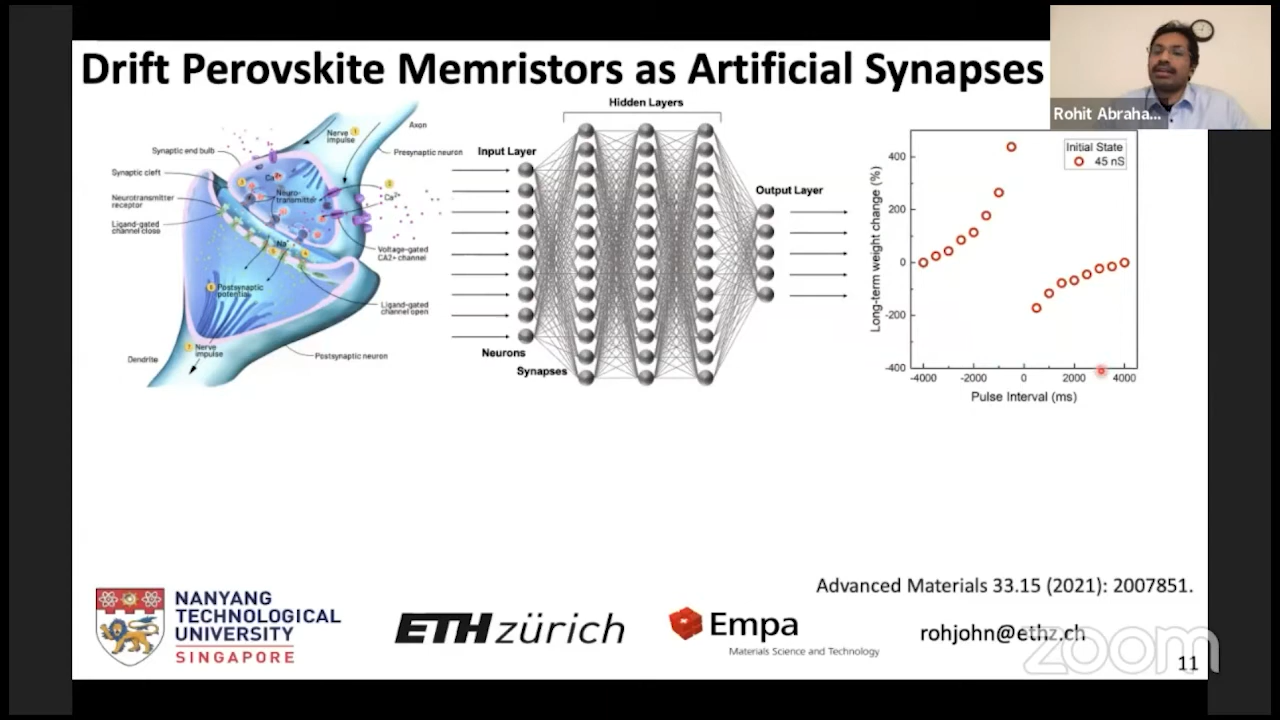 Drift Perovskite Memristors as Artificial Synapses
Rohit Abraha...
Nerve
impulse
1
Axon
Synaptic end bulb
Presynaptic neuron
Synaptic cleft
Ca²⁺
Neurotransmitter
receptor
Neuro-
transmitter
Ca²⁺
Ligand-gated
channel close
Na⁺
Voltage-gated
CA2+ channel
Postsynaptic
potential
Ligand-gated
channel open
Nerve
impulse
Dendrite
Postsynaptic neuron
Hidden Layers
Input Layer
Output Layer
Neurons
Synapses
Initial State
45 nS
Long-term weight change (%)
400
200
0
-200
-400
-4000
-2000
0
2000
4000
Pulse Interval (ms)
Advanced Materials 33.15 (2021): 2007851.
NANYANG
TECHNOLOGICAL
UNIVERSITY
SINGAPORE
ETH zürich
Empa
Materials Science and Technology
rohjohn@ethz.ch
zoom
11